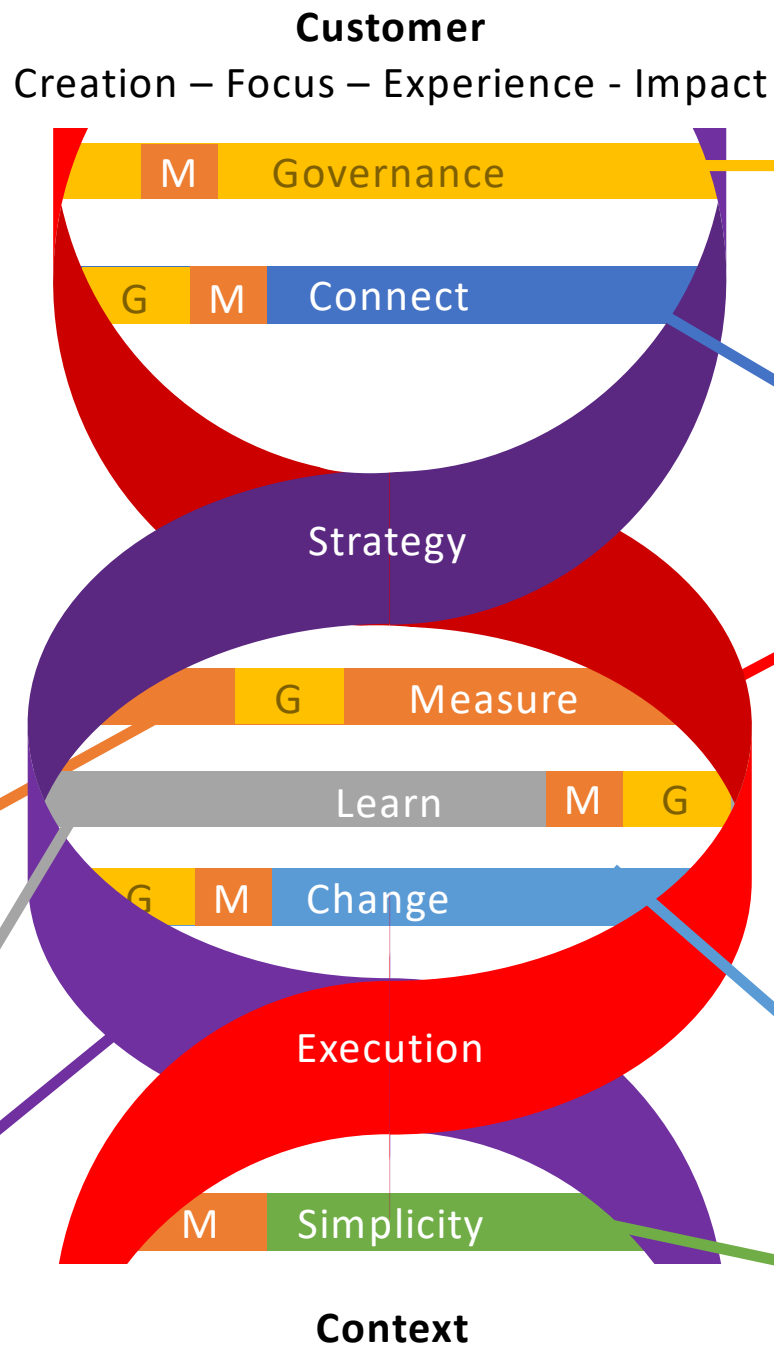 Customer
Creation – Focus – Experience - Impact
M Governance
G M Connect
Strategy
G Measure
Learn M G
G M Change
Execution
M Simplicity
Context